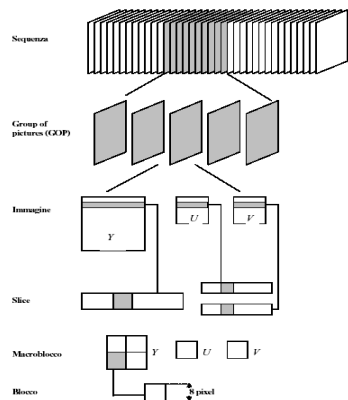 Sequenza
Group of
pictures (GOP)
Immagine
Y
U
V
Slice
Macroblocco
Y
U
V
Blocco
8 pixel